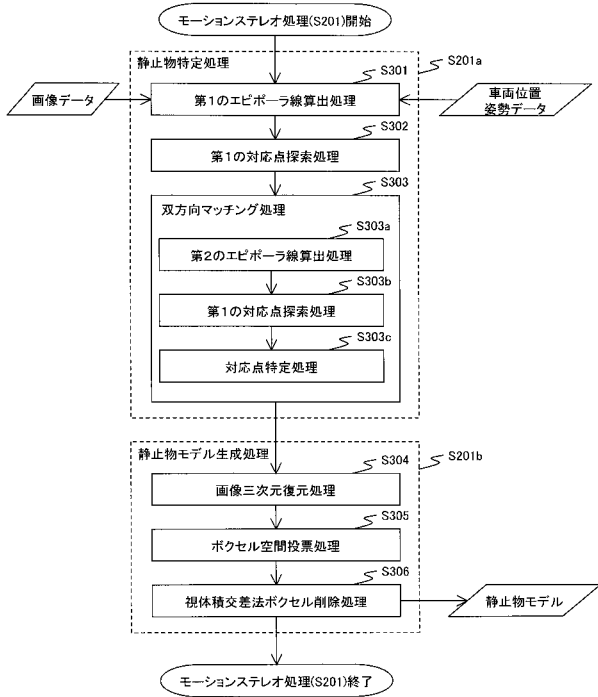 モーションステレオ処理(S201)開始
静止物特定処理
S201a
S301
画像データ
第1のエピポーラ線算出処理
車両位置
姿勢データ
S302
第1の対応点探索処理
S303
双方向マッチング処理
S303a
第2のエピポーラ線算出処理
S303b
第1の対応点探索処理
S303c
対応点特定処理
静止物モデル生成処理
S201b
S304
画像三次元復元処理
S305
ボクセル空間投票処理
S306
視体積交差法ボクセル削除処理
静止物モデル
モーションステレオ処理(S201)終了